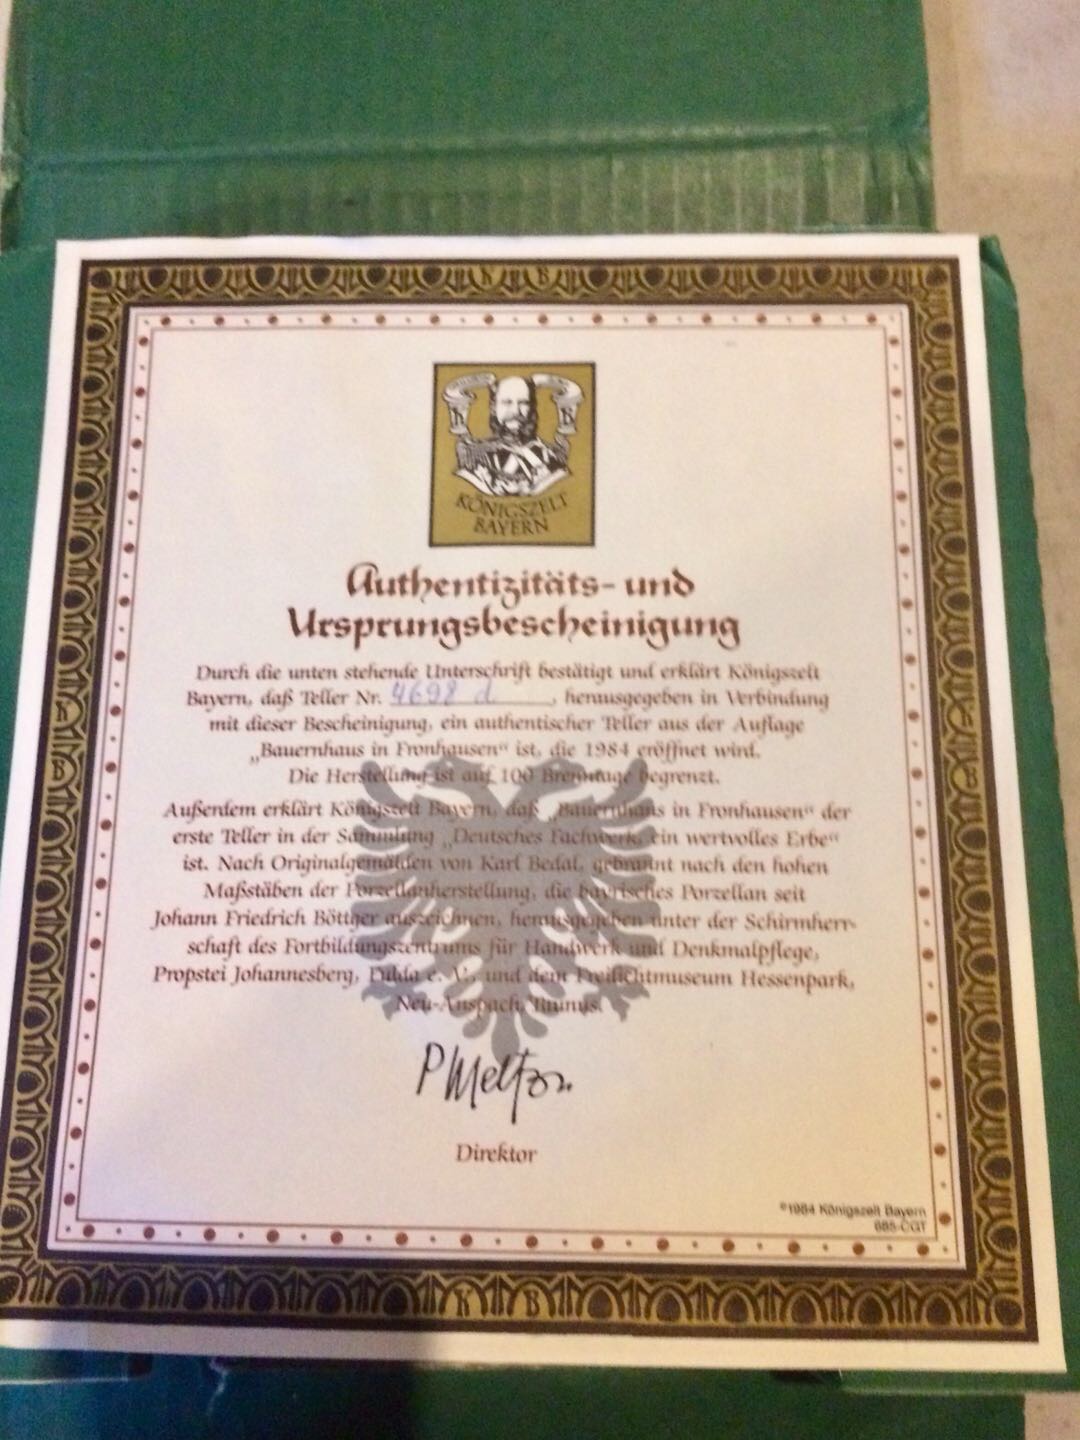 K B
K K
KÖNIGSZELT
BAYERN
Authentizitäts- und
Ursprungsbescheinigung
Durch die unten stehende Unterschrift bestätigt und erklärt Königszelt
Bayern, daß Teller Nr. 4698 d, herausgegeben in Verbindung
mit dieser Bescheinigung, ein authentischer Teller aus der Auflage
„Bauernhaus in Fronhausen“ ist, die 1984 eröffnet wird.
Die Herstellung ist auf 100 Brenntage begrenzt.
Außerdem erklärt Königszelt Bayern, daß „Bauernhaus in Fronhausen“ der
erste Teller in der Sammlung „Deutsches Fachwerk, ein wertvolles Erbe“
ist. Nach Originalgemälden von Karl Bedal, gebrannt nach den hohen
Maßstäben der Porzellanherstellung, die bayrisches Porzellan seit
Johann Friedrich Böttger auszeichnen, herausgegeben unter der Schirmherr-
schaft des Fortbildungszentrums für Handwerk und Denkmalpflege,
Propstei Johannesberg, Fulda e. V., und dem Freilichtmuseum Hessenpark,
Neu-Anspach, Taunus.
Direktor
©1984 Königszelt Bayern
685-CGT
K B
K B